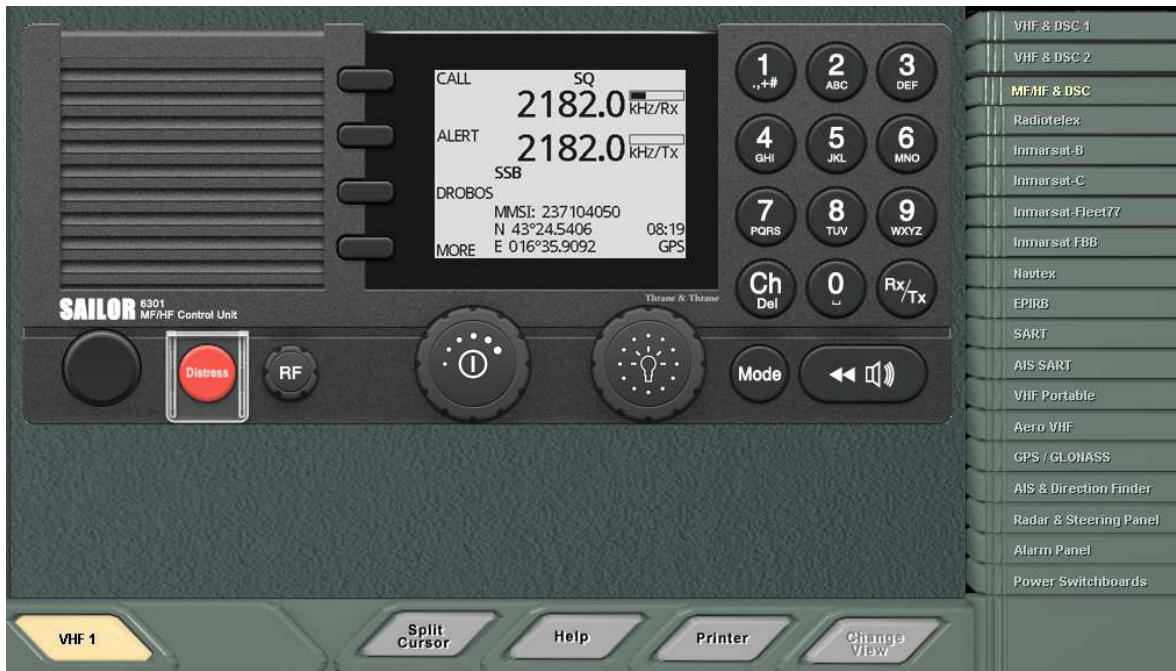 CALL SQ
2182.0 kHz/Rx
ALERT
2182.0 kHz/Tx
SSB
DROBOS
MMSI: 237104050
N 43°24.5406 08:19
MORE E 016°35.9092 GPS
Thrane & Thrane
SAILOR 6301
MF/HF Control Unit
1
.,+#
2
ABC
3
DEF
4
GHI
5
JKL
6
MNO
7
PQRS
8
TUV
9
WXYZ
Ch
Del
0
Rx/Tx
Distress
RF
Mode
VHF & DSC 1
VHF & DSC 2
MF/HF & DSC
Radiotelex
Inmarsat-B
Inmarsat-C
Inmarsat-Fleet77
Inmarsat FBB
Navtex
EPIRB
SART
AIS SART
VHF Portable
Aero VHF
GPS / GLONASS
AIS & Direction Finder
Radar & Steering Panel
Alarm Panel
Power Switchboards
VHF 1
Split
Cursor
Help
Printer
Change
View